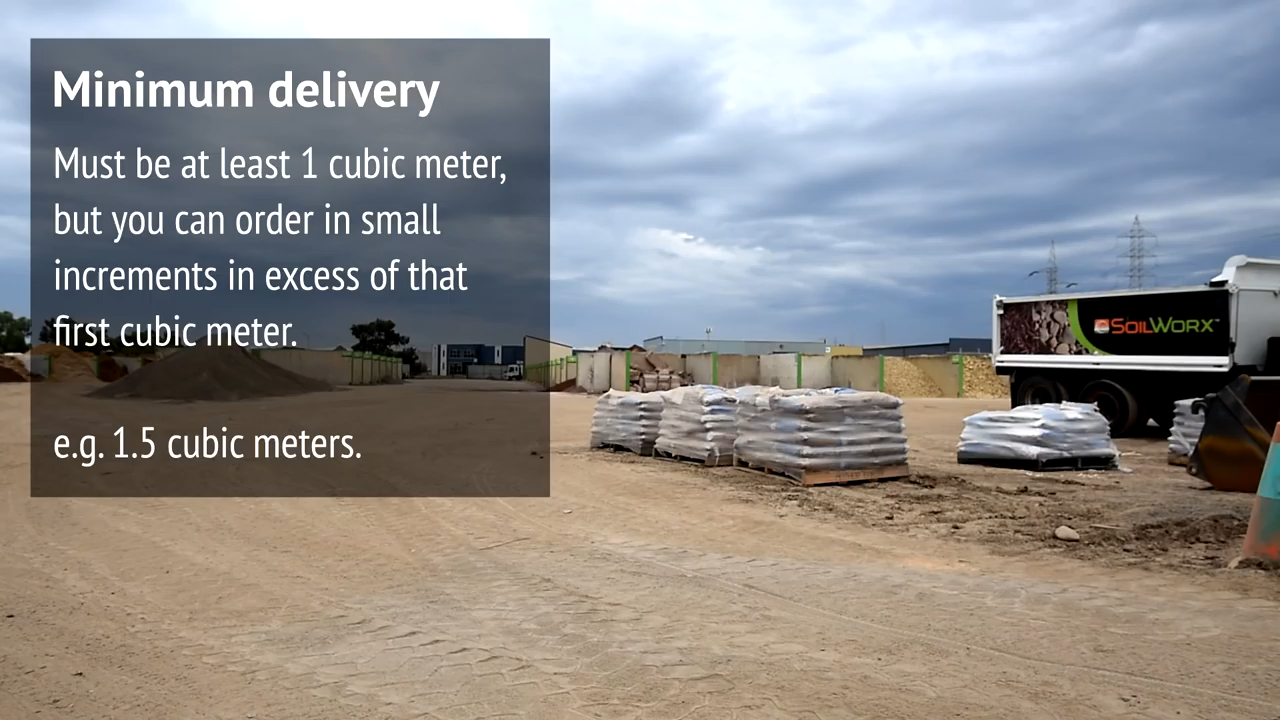 Minimum delivery
Must be at least 1 cubic meter,
but you can order in small
increments in excess of that
first cubic meter.
e.g. 1.5 cubic meters.
SOILWORX™